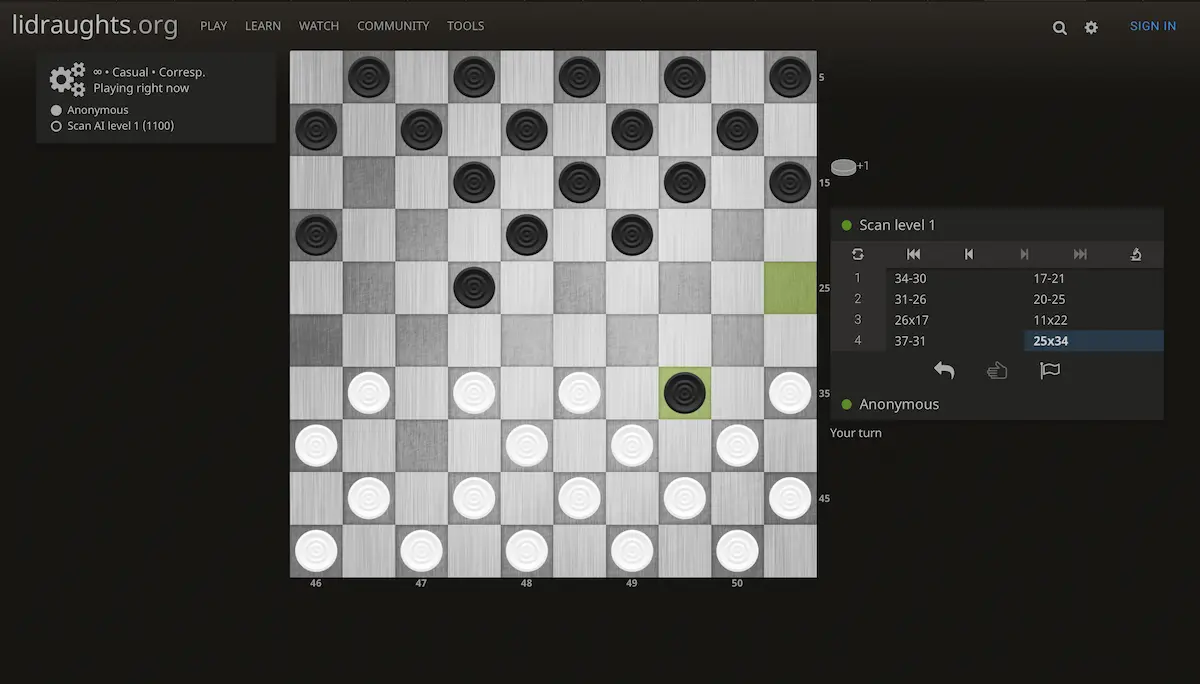 lidraughts.org PLAY LEARN WATCH COMMUNITY TOOLS SIGN IN
∞ • Casual • Corresp.
Playing right now
Anonymous
Scan AI level 1 (1100)
5
15
25
35
45
46 47 48 49 50
+1
Scan level 1
1 34-30 17-21
2 31-26 20-25
3 26x17 11x22
4 37-31 25x34
Anonymous
Your turn